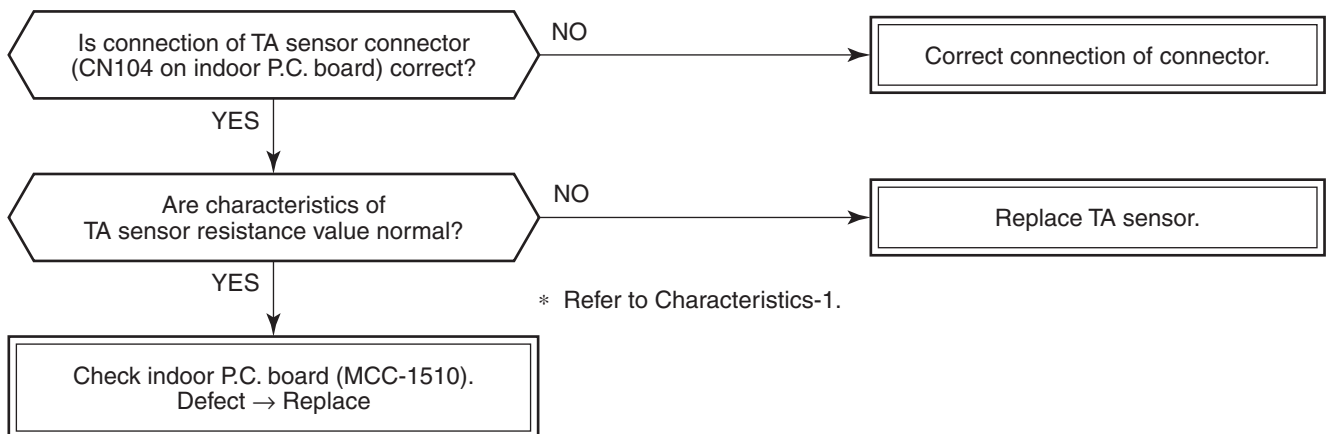 Is connection of TA sensor connector
(CN104 on indoor P.C. board) correct?
NO
Correct connection of connector.
YES
Are characteristics of
TA sensor resistance value normal?
NO
Replace TA sensor.
YES
* Refer to Characteristics-1.
Check indoor P.C. board (MCC-1510).
Defect → Replace